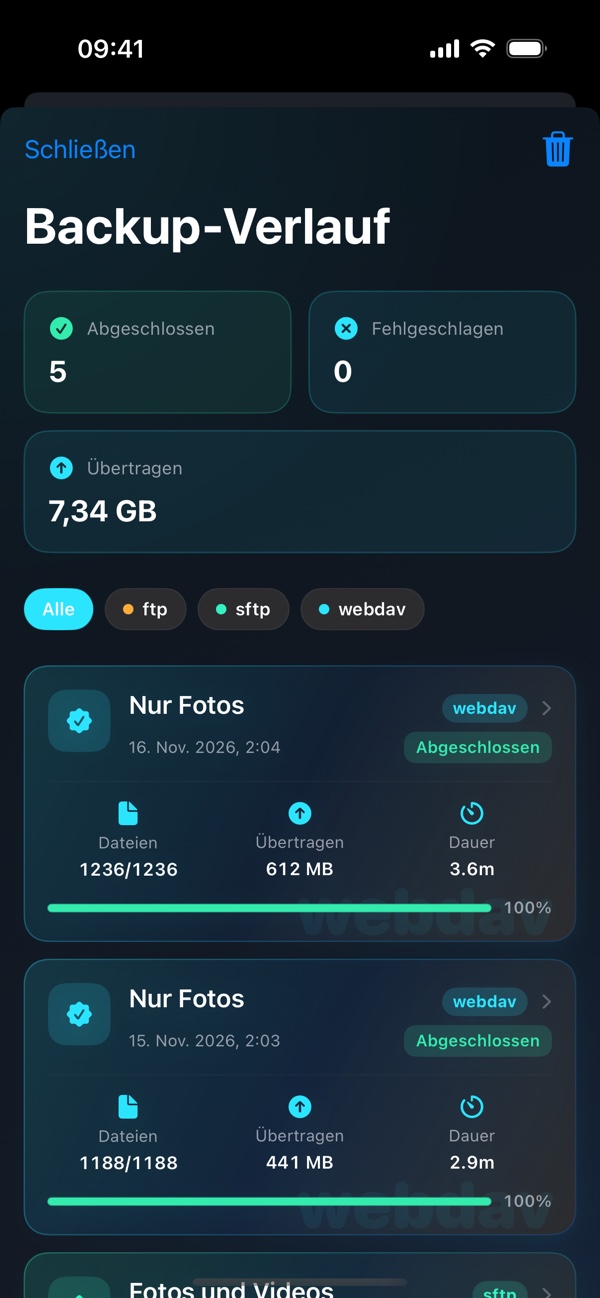 09:41
Schließen
Backup-Verlauf
Abgeschlossen
5
Fehlgeschlagen
0
Übertragen
7,34 GB
Alle ftp sftp webdav
Nur Fotos webdav
16. Nov. 2026, 2:04 Abgeschlossen
Dateien Übertragen Dauer
1236/1236 612 MB 3.6m
webdav
100%
Nur Fotos webdav
15. Nov. 2026, 2:03 Abgeschlossen
Dateien Übertragen Dauer
1188/1188 441 MB 2.9m
webdav
100%
Fotos und Videos sftp